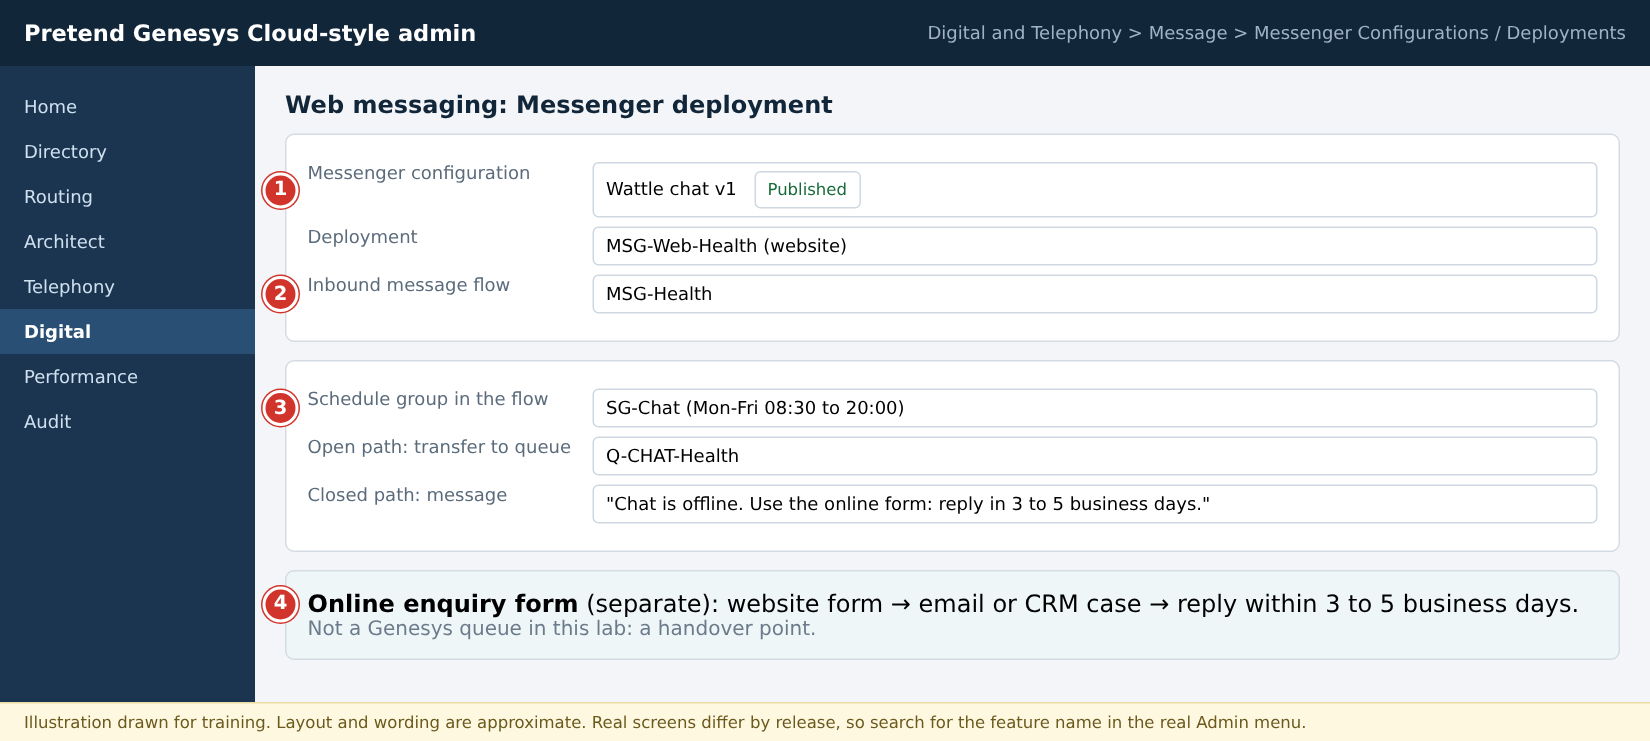 Pretend Genesys Cloud-style admin
Digital and Telephony > Message > Messenger Configurations / Deployments
Home
Directory
Routing
Architect
Telephony
Digital
Performance
Audit
Web messaging: Messenger deployment
1
Messenger configuration
Wattle chat v1
Published
Deployment
MSG-Web-Health (website)
2
Inbound message flow
MSG-Health
3
Schedule group in the flow
SG-Chat (Mon-Fri 08:30 to 20:00)
Open path: transfer to queue
Q-CHAT-Health
Closed path: message
"Chat is offline. Use the online form: reply in 3 to 5 business days."
4
Online enquiry form (separate): website form → email or CRM case → reply within 3 to 5 business days.
Not a Genesys queue in this lab: a handover point.
Illustration drawn for training. Layout and wording are approximate. Real screens differ by release, so search for the feature name in the real Admin menu.